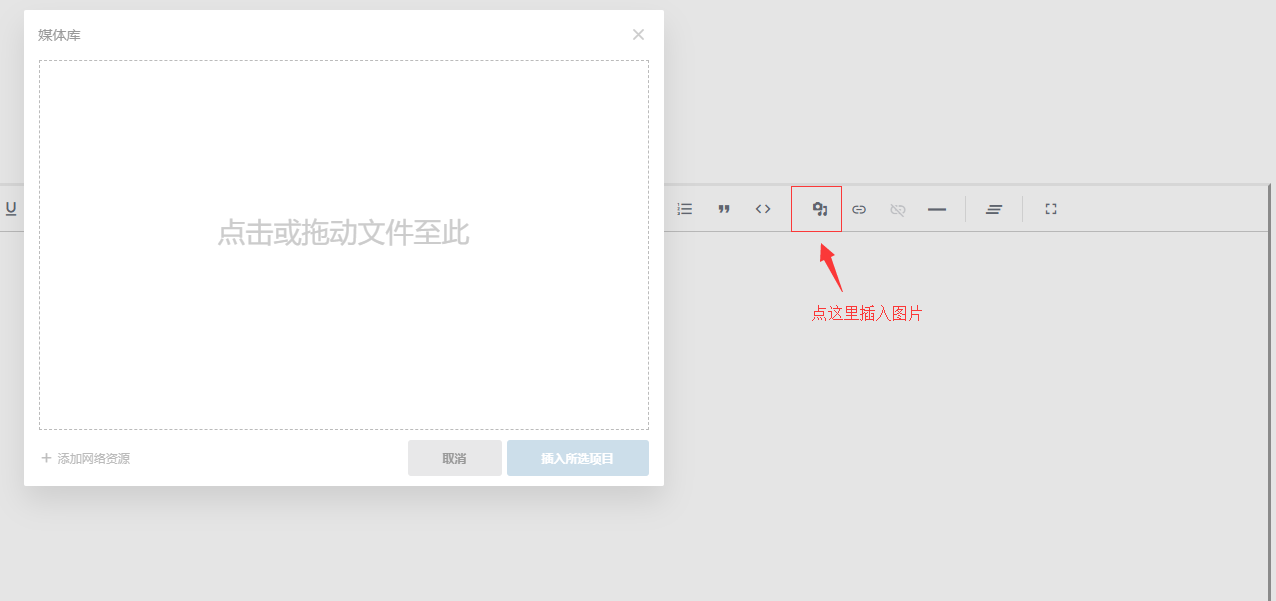 媒体库
点击或拖动文件至此
添加网络资源
取消
插入所选项目
点这里插入图片